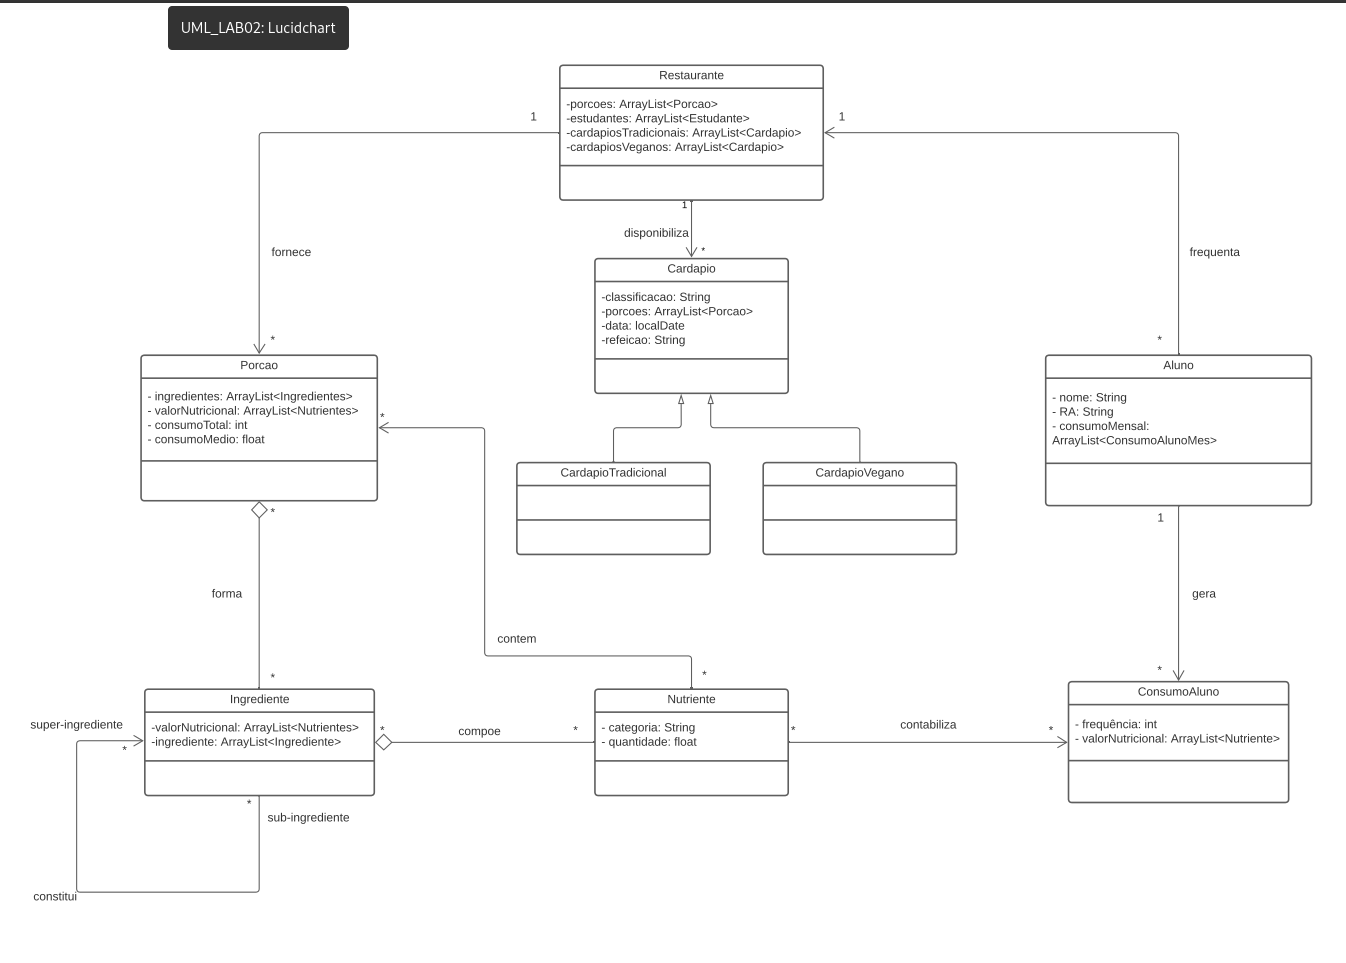 UML_LAB02: Lucidchart
Restaurante
-porcoes: ArrayList<Porcao>
-estudantes: ArrayList<Estudante>
-cardapiosTradicionais: ArrayList<Cardapio>
-cardapiosVeganos: ArrayList<Cardapio>
1
1
1
disponibiliza
*
fornece
frequenta
*
*
Cardapio
-classificacao: String
-porcoes: ArrayList<Porcao>
-data: localDate
-refeicao: String
Porcao
- ingredientes: ArrayList<Ingredientes>
- valorNutricional: ArrayList<Nutrientes>
- consumoTotal: int
- consumoMedio: float
*
*
Aluno
- nome: String
- RA: String
- consumoMensal:
ArrayList<ConsumoAlunoMes>
CardapioTradicional
CardapioVegano
1
forma
gera
contem
*
*
*
Ingrediente
-valorNutricional: ArrayList<Nutrientes>
-ingrediente: ArrayList<Ingrediente>
super-ingrediente
*
*
compoe
*
Nutriente
- categoria: String
- quantidade: float
*
contabiliza
*
ConsumoAluno
- frequência: int
- valorNutricional: ArrayList<Nutriente>
*
sub-ingrediente
constitui